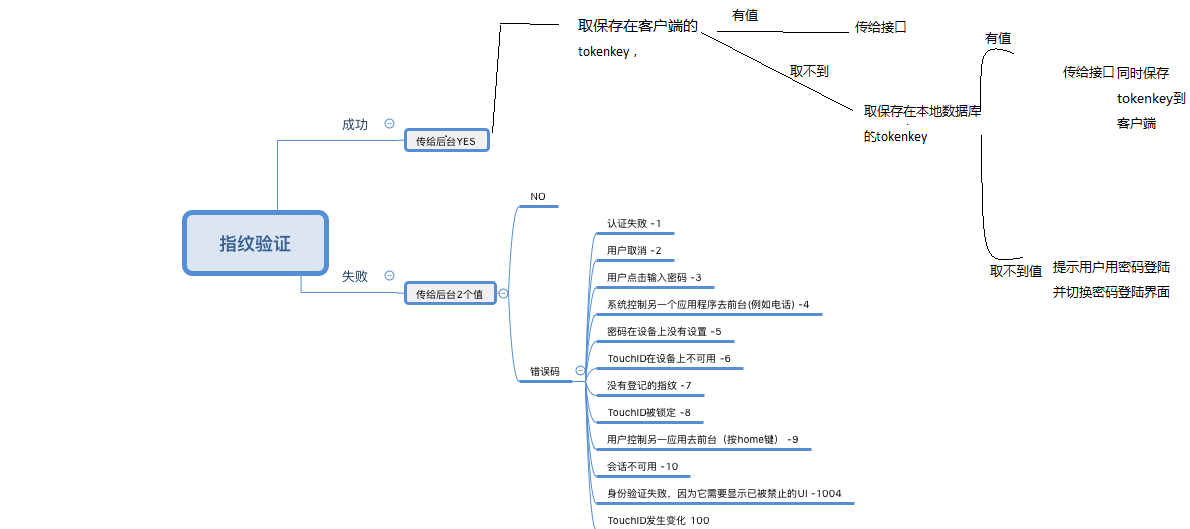 指纹验证
成功
传给后台YES
取保存在客户端的
tokenkey，
有值
传给接口
取不到
取保存在本地数据库
的tokenkey
有值
传给接口
同时保存
tokenkey到
客户端
取不到值
提示用户用密码登陆
并切换密码登陆界面
失败
传给后台2个值
NO
错误码
认证失败 -1
用户取消 -2
用户点击输入密码 -3
系统控制另一个应用程序去前台(例如电话) -4
密码在设备上没有设置 -5
TouchID在设备上不可用 -6
没有登记的指纹 -7
TouchID被锁定 -8
用户控制另一应用去前台（按home键） -9
会话不可用 -10
身份验证失败，因为它需要显示已被禁止的UI -1004
TouchID发生变化 100